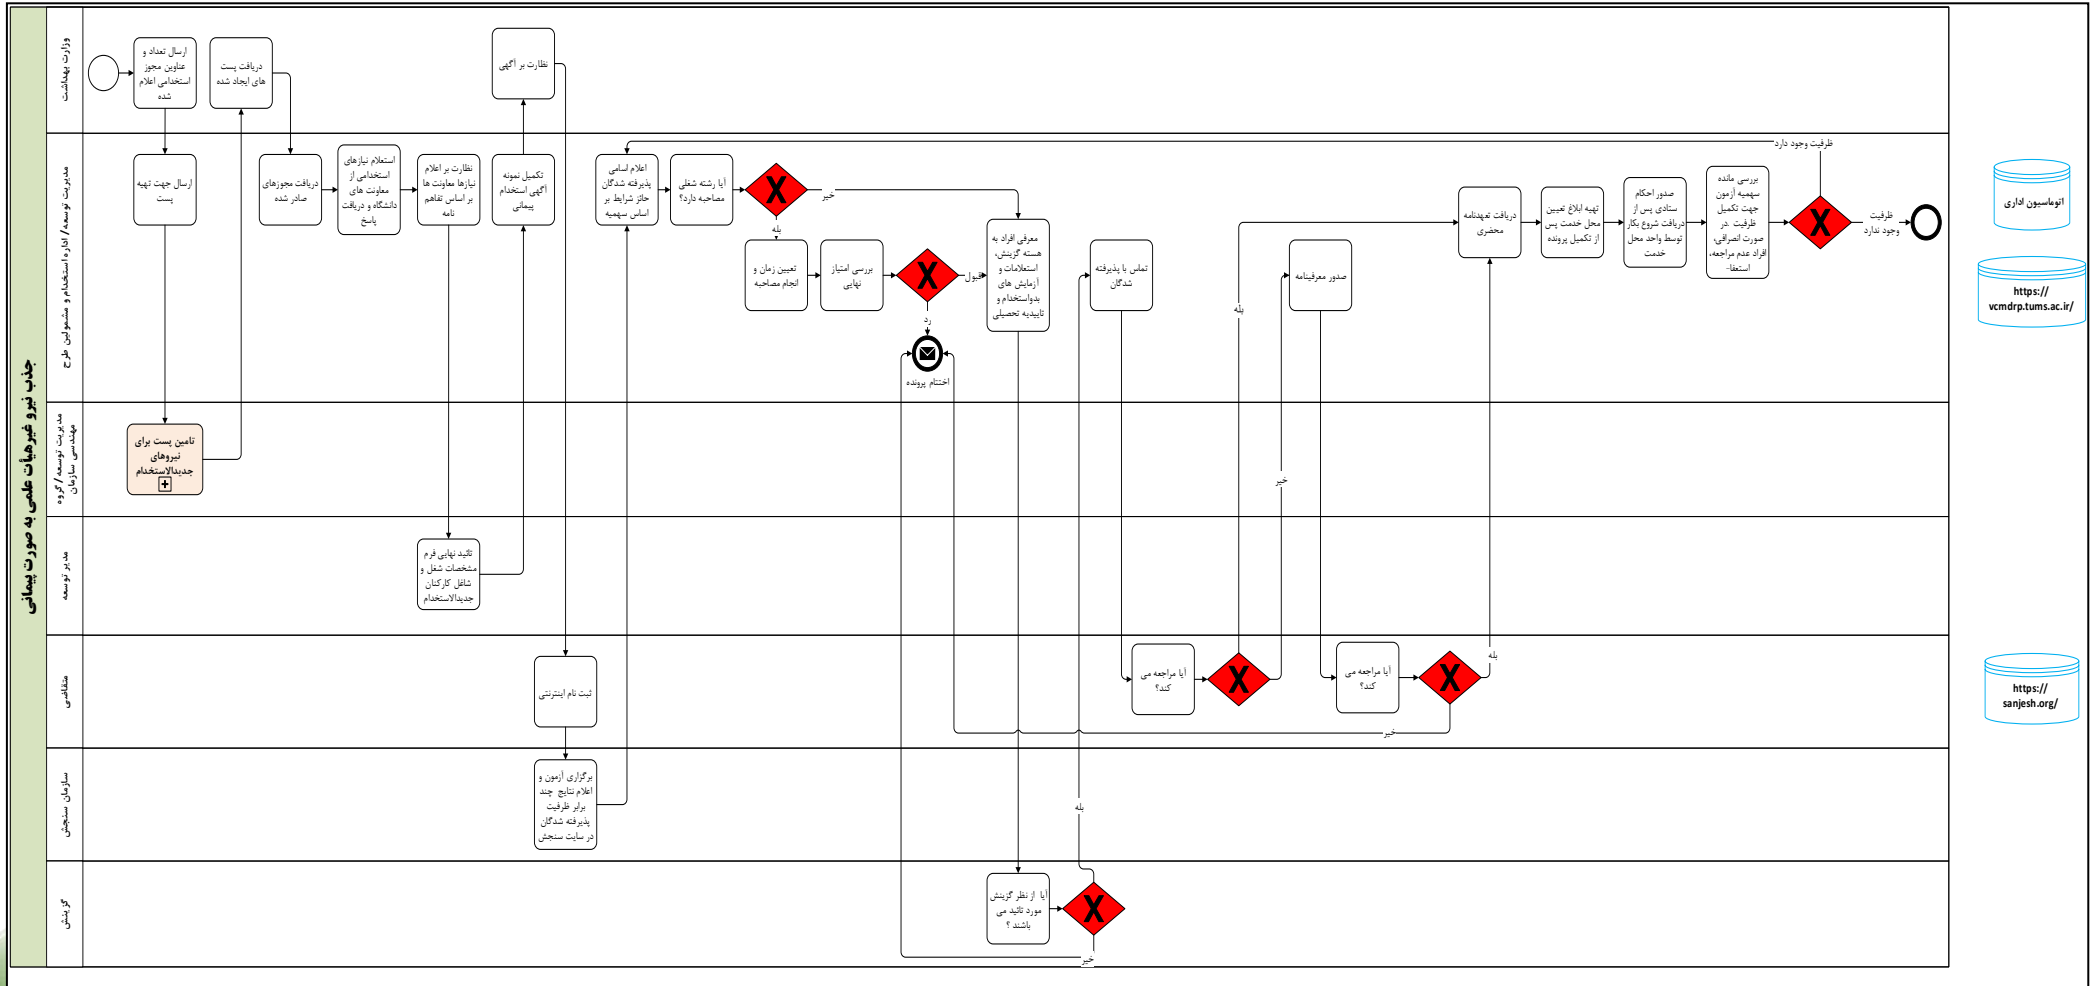 جذب نیرو غیرهیأت علمی به صورت پیمانی
وزارت بهداشت
ارسال تعداد و
عناوین مجوز
استخدامی اعلام
شده
دریافت پست
های ایجاد شده
نظارت بر آگهی
مدیریت توسعه/ اداره استخدام و مشمولین طرح
ارسال جهت تهیه
پست
دریافت مجوزهای
صادر شده
استعلام نیازهای
استخدامی از
معاونت های
دانشگاه و دریافت
پاسخ
نظارت بر اعلام
نیازها معاونت ها
بر اساس تفاهم
نامه
تکمیل نمونه
آگهی استخدام
پیمانی
اعلام اسامی
پذیرفته شدگان
حائز شرایط بر
اساس سهمیه
آیا رشته شغلی
مصاحبه دارد؟
X
خیر
بله
تعیین زمان و
انجام مصاحبه
بررسی امتیاز
نهایی
X
قبول
رد
اختتام پرونده
معرفی افراد به
هسته گزینش،
استعلامات و
آزمایش های
بدواستخدام و
تاییدیه تحصیلی
تماس با پذیرفته
شدگان
بله
صدور معرفینامه
خیر
دریافت تعهدنامه
محضری
تهیه ابلاغ تعیین
محل خدمت پس
از تکمیل پرونده
صدور احکام
ستادی پس از
دریافت شروع بکار
توسط واحد محل
خدمت
بررسی مانده
سهمیه آزمون
جهت تکمیل
ظرفیت .در
صورت انصرافی،
افراد عدم مراجعه،
استعفا-
X
ظرفیت وجود دارد
ظرفیت
وجود ندارد
مدیریت توسعه/ گروه
مهندسی سازمان
تامین پست برای
نیروهای
جدیدالاستخدام
مدیر توسعه
تائید نهایی فرم
مشخصات شغل و
شاغل کارکنان
جدیدالاستخدام
متقاضی
ثبت نام اینترنتی
آیا مراجعه می
کند؟
X
آیا مراجعه می
کند؟
X
بله
خیر
سازمان سنجش
برگزاری آزمون و
اعلام نتایج چند
برابر ظرفیت
پذیرفته شدگان
در سایت سنجش
بله
گزینش
آیا از نظر گزینش
مورد تائید می
باشند ؟
X
خیر
اتوماسیون اداری
https://
vcmdrp.tums.ac.ir/
https://
sanjesh.org/